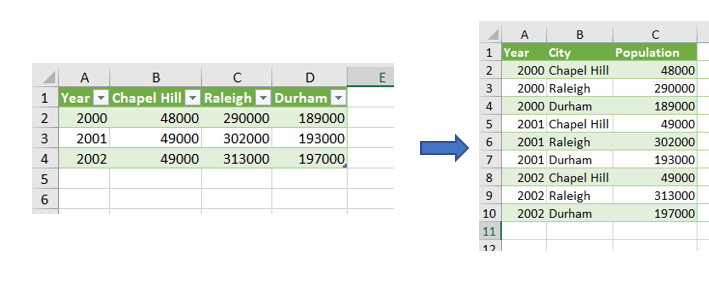 A B C D E
1 Year Chapel Hill Raleigh Durham
2 2000 48000 290000 189000
3 2001 49000 302000 193000
4 2002 49000 313000 197000
5
6
A B C
1 Year City Population
2 2000 Chapel Hill 48000
3 2000 Raleigh 290000
4 2000 Durham 189000
5 2001 Chapel Hill 49000
6 2001 Raleigh 302000
7 2001 Durham 193000
8 2002 Chapel Hill 49000
9 2002 Raleigh 313000
10 2002 Durham 197000
11
12